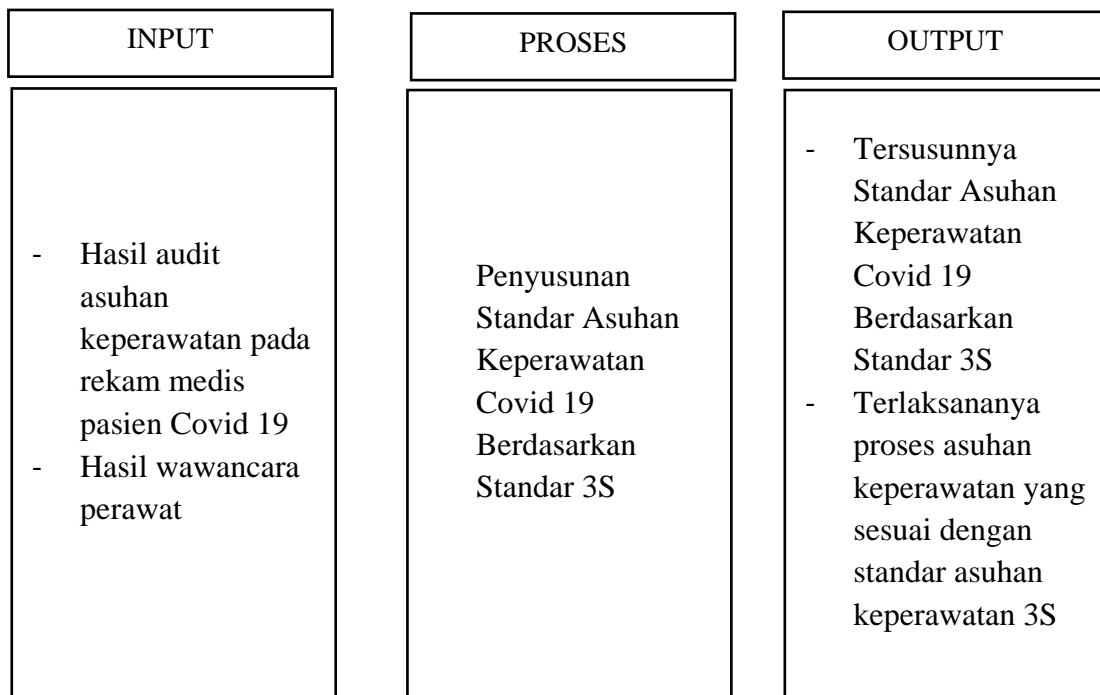 INPUT
- Hasil audit
asuhan
keperawatan pada
rekam medis
pasien Covid 19
- Hasil wawancara
perawat
PROSES
Penyusunan
Standar Asuhan
Keperawatan
Covid 19
Berdasarkan
Standar 3S
OUTPUT
- Tersusunnya
Standar Asuhan
Keperawatan
Covid 19
Berdasarkan
Standar 3S
- Terlaksananya
proses asuhan
keperawatan yang
sesuai dengan
standar asuhan
keperawatan 3S